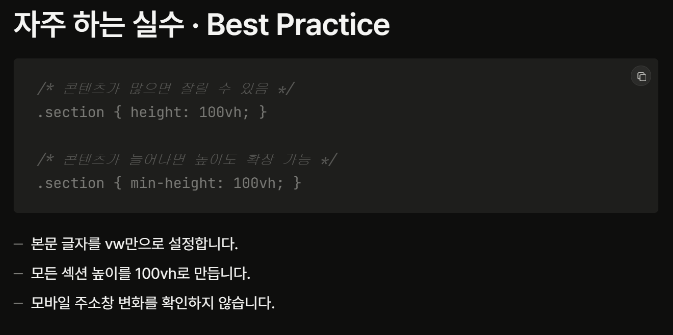 자주 하는 실수 · Best Practice
/* 콘텐츠가 많으면 잘릴 수 있음 */
.section { height: 100vh; }
/* 콘텐츠가 늘어나면 높이도 확장 가능 */
.section { min-height: 100vh; }
— 본문 글자를 vw만으로 설정합니다.
— 모든 섹션 높이를 100vh로 만듭니다.
— 모바일 주소창 변화를 확인하지 않습니다.